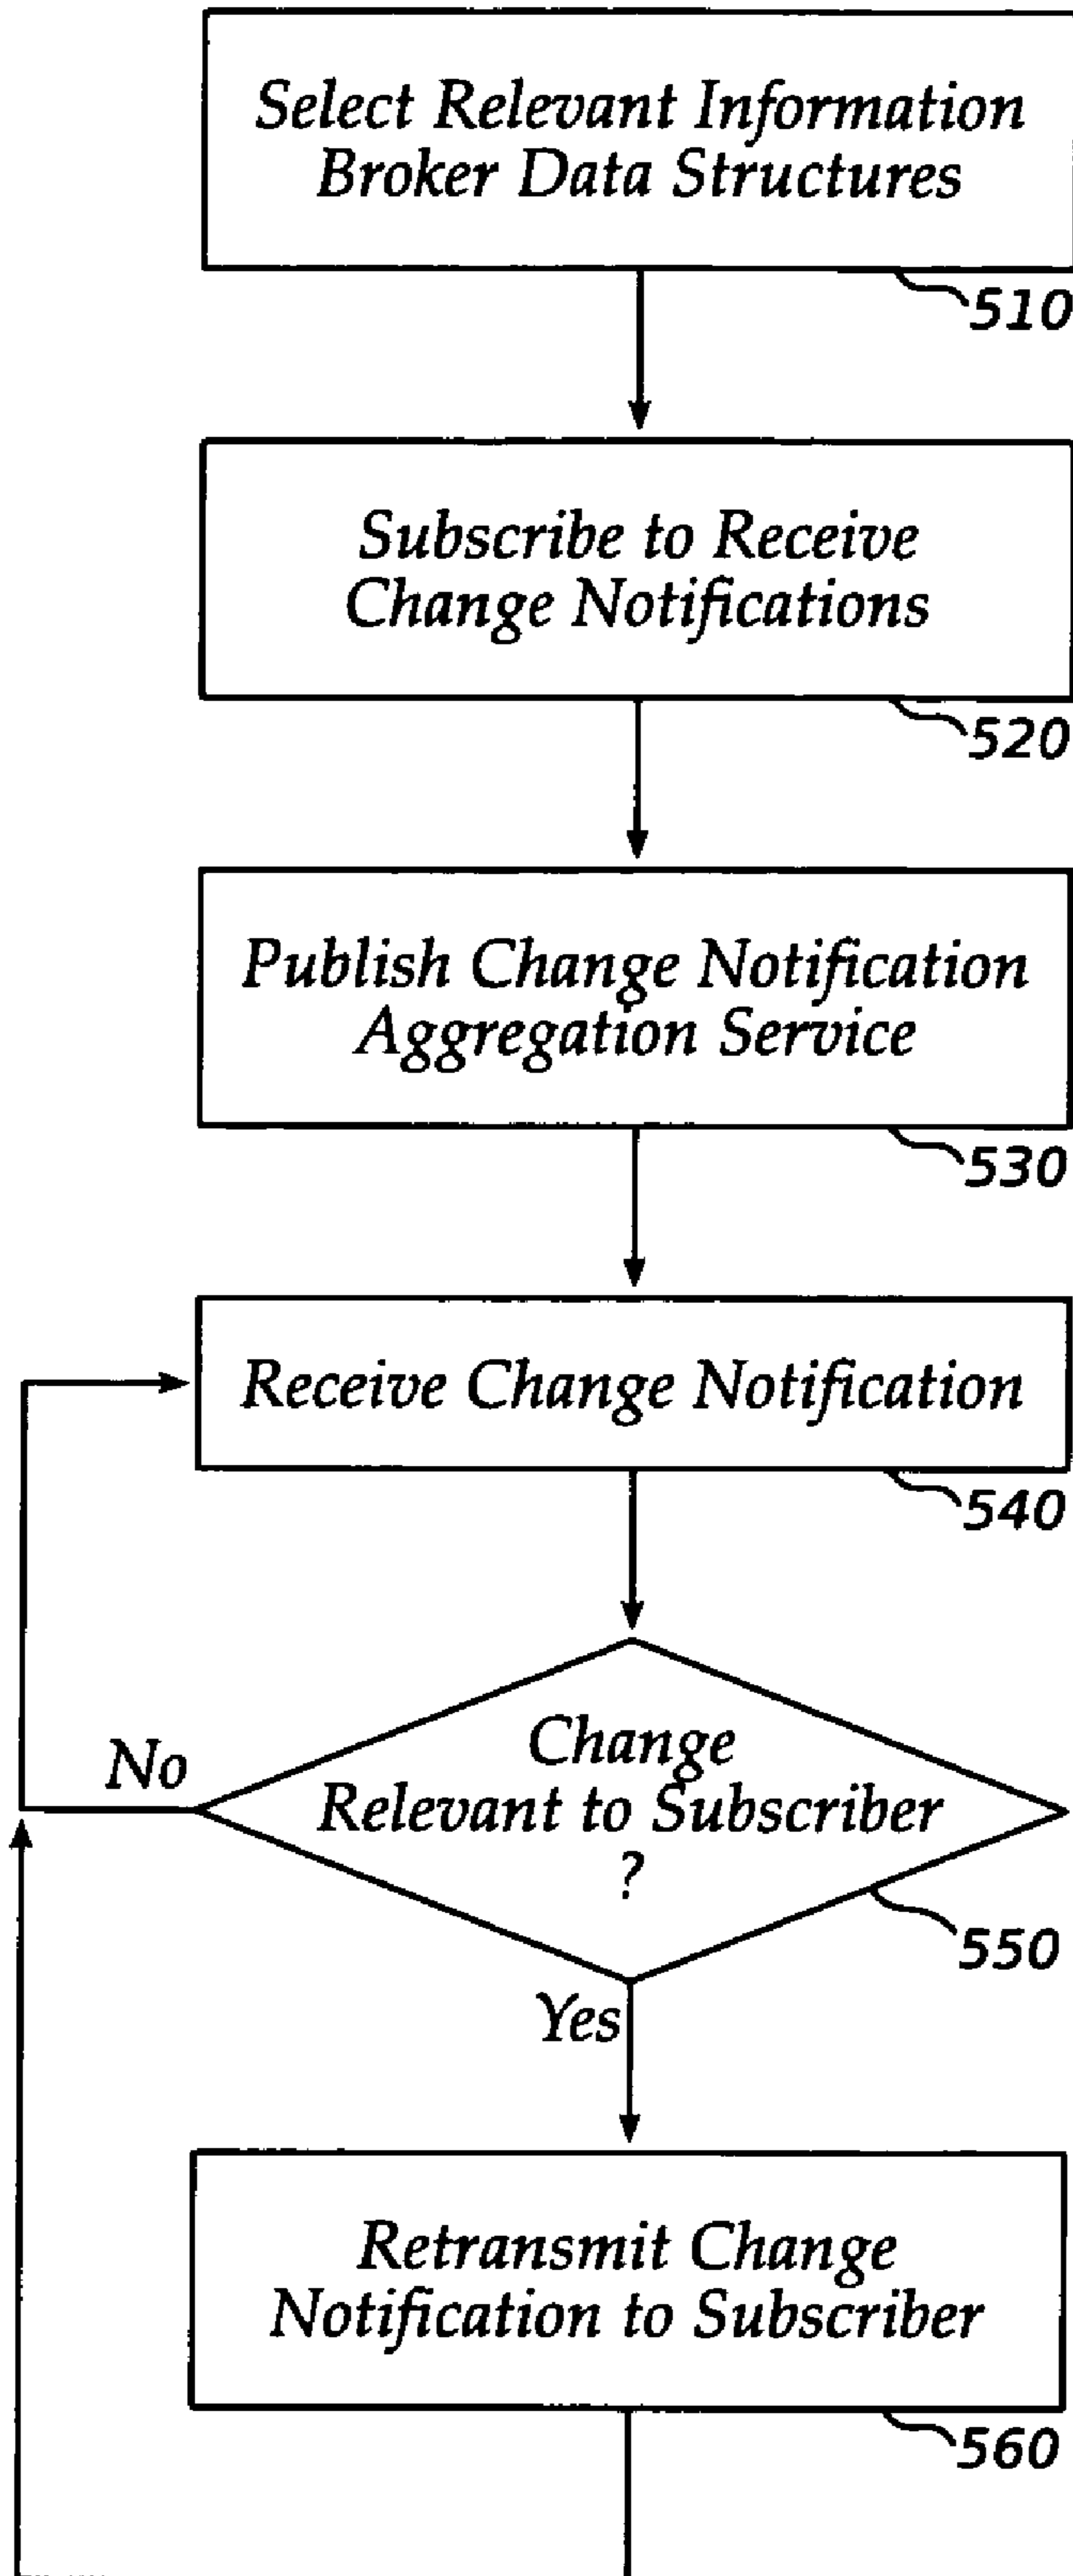 Select Relevant Information
Broker Data Structures
510
Subscribe to Receive
Change Notifications
520
Publish Change Notification
Aggregation Service
530
Receive Change Notification
540
Change
Relevant to Subscriber
?
No
550
Yes
Retransmit Change
Notification to Subscriber
560